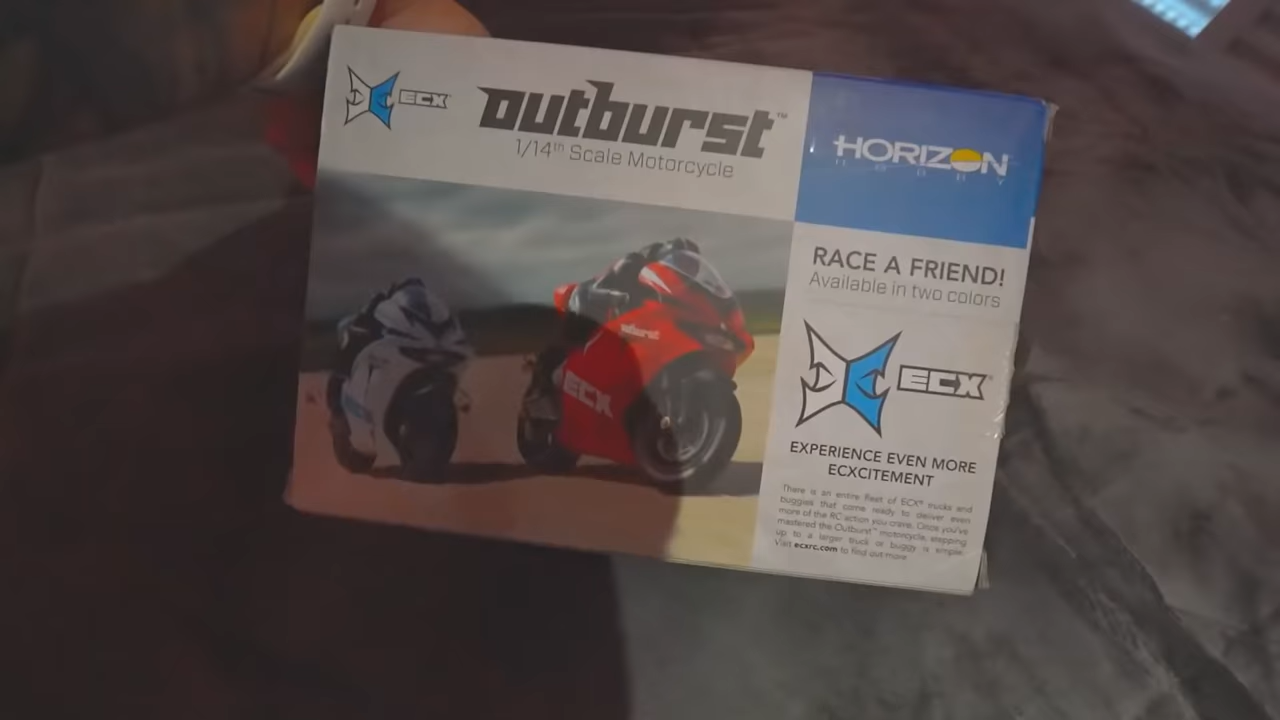 ECX
outburst™
1/14th Scale Motorcycle
HORIZON
HOBBY
RACE A FRIEND!
Available in two colors
outburst
ECX
ECX
EXPERIENCE EVEN MORE
ECXCITEMENT
There is an entire fleet of ECX® trucks and
buggies that come ready to deliver even
more of the RC action you crave. Once you've
mastered the Outburst™ motorcycle, stepping
up to a larger truck or buggy is simple.
Visit ecxrc.com to find out more.